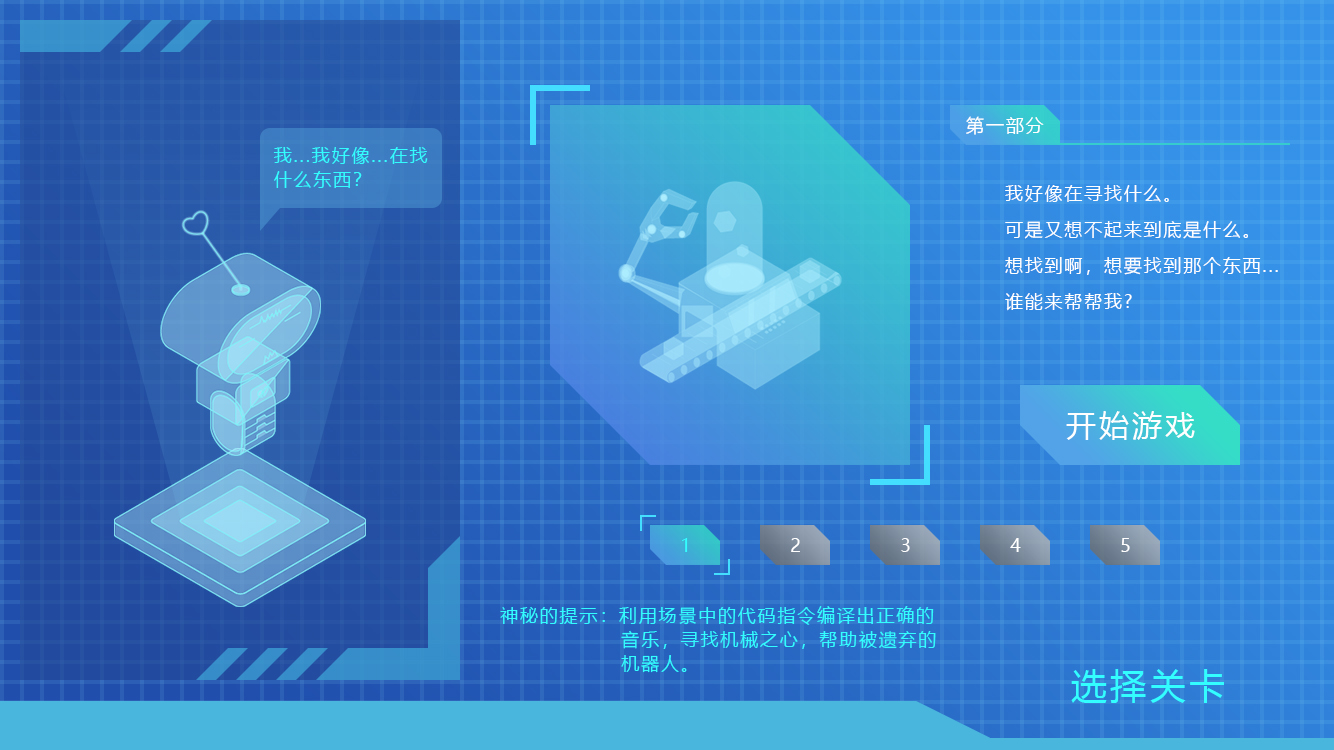 我...我好像...在找
什么东西?
第一部分
我好像在寻找什么。
可是又想不起来到底是什么。
想找到啊，想要找到那个东西...
谁能来帮帮我?
开始游戏
1
2
3
4
5
神秘的提示：利用场景中的代码指令编译出正确的
音乐，寻找机械之心，帮助被遗弃的
机器人。
选择关卡